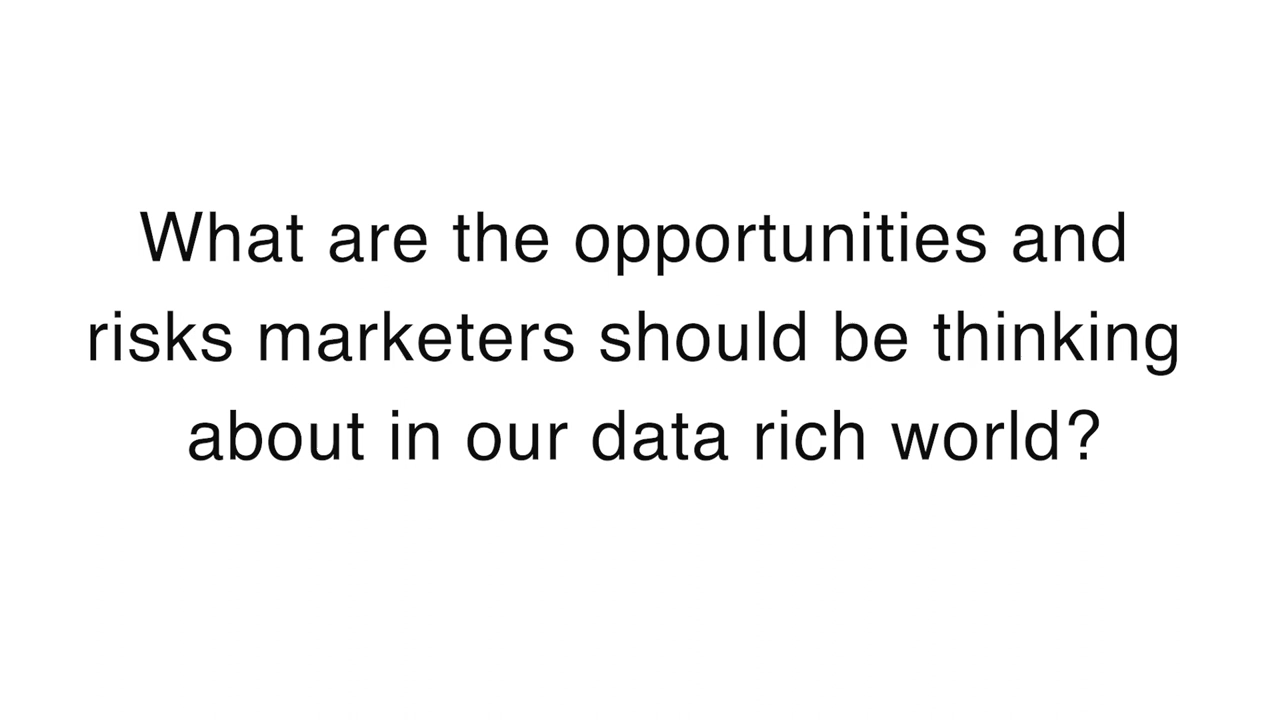 What are the opportunities and
risks marketers should be thinking
about in our data rich world?